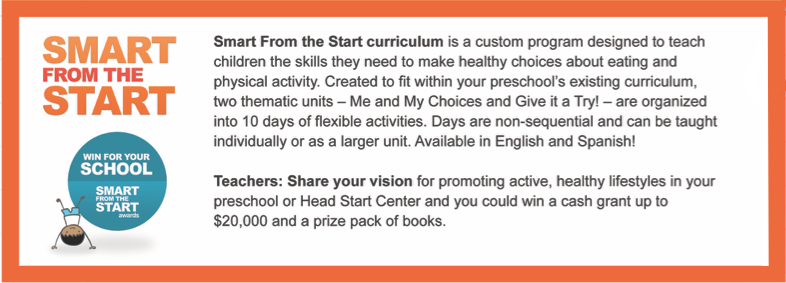 SMART
FROM THE
START
WIN FOR YOUR
SCHOOL
SMART
FROM THE
START
awards
Smart From the Start curriculum is a custom program designed to teach
children the skills they need to make healthy choices about eating and
physical activity. Created to fit within your preschool's existing curriculum,
two thematic units – Me and My Choices and Give it a Try! – are organized
into 10 days of flexible activities. Days are non-sequential and can be taught
individually or as a larger unit. Available in English and Spanish!
Teachers: Share your vision for promoting active, healthy lifestyles in your
preschool or Head Start Center and you could win a cash grant up to
$20,000 and a prize pack of books.